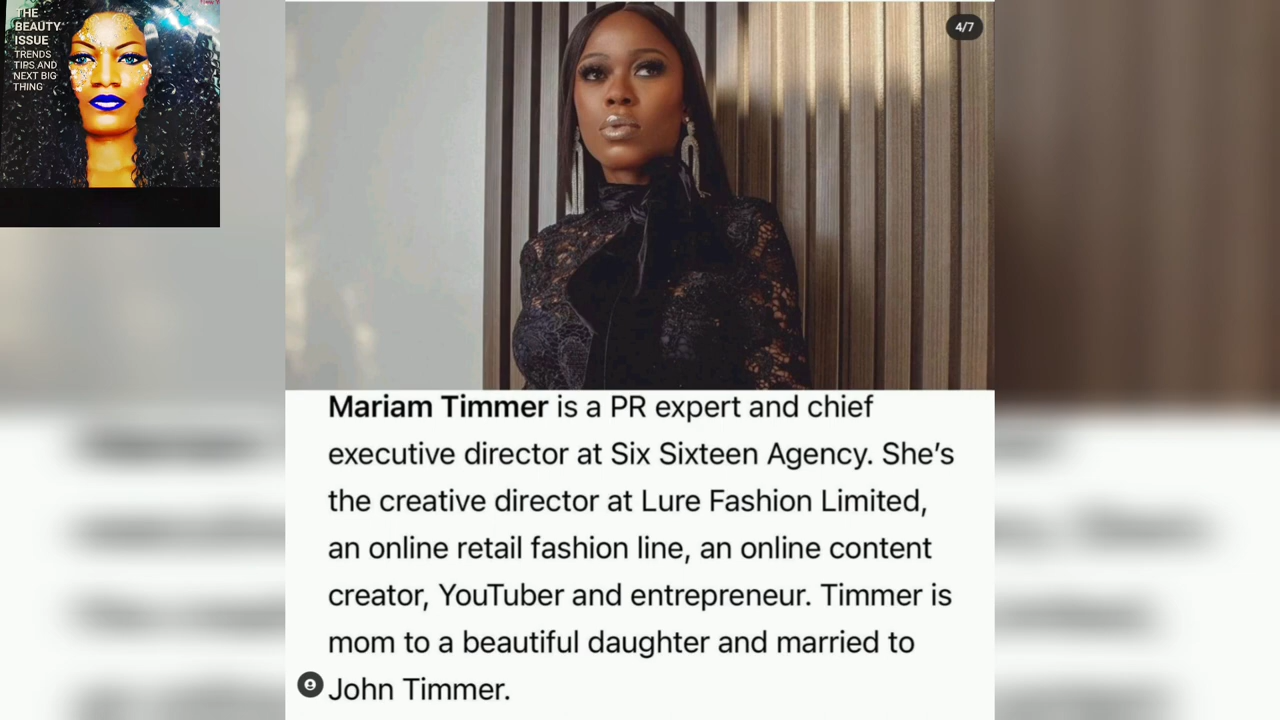 THE
BEAUTY
ISSUE
TRENDS
TIPS AND
NEXT BIG
THING
4/7
Mariam Timmer is a PR expert and chief
executive director at Six Sixteen Agency. She’s
the creative director at Lure Fashion Limited,
an online retail fashion line, an online content
creator, YouTuber and entrepreneur. Timmer is
mom to a beautiful daughter and married to
John Timmer.